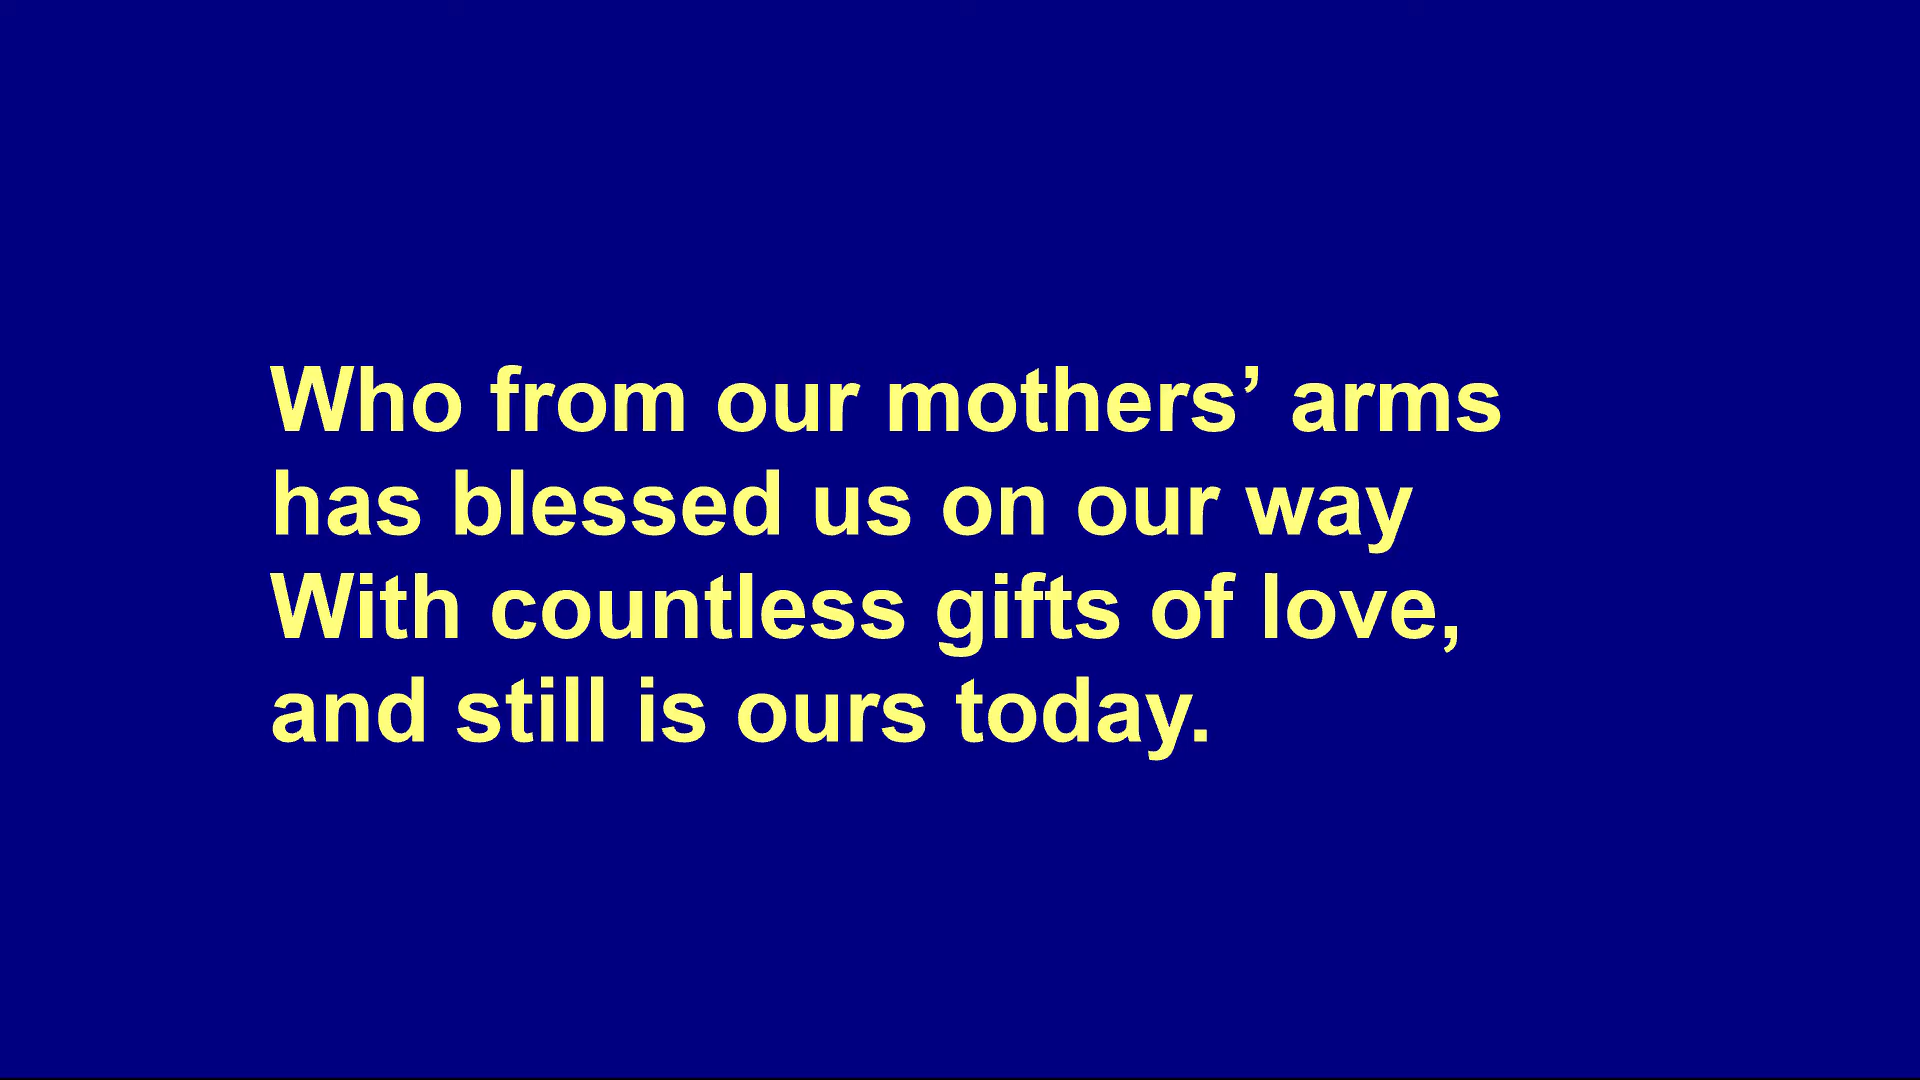 Who from our mothers’ arms
has blessed us on our way
With countless gifts of love,
and still is ours today.